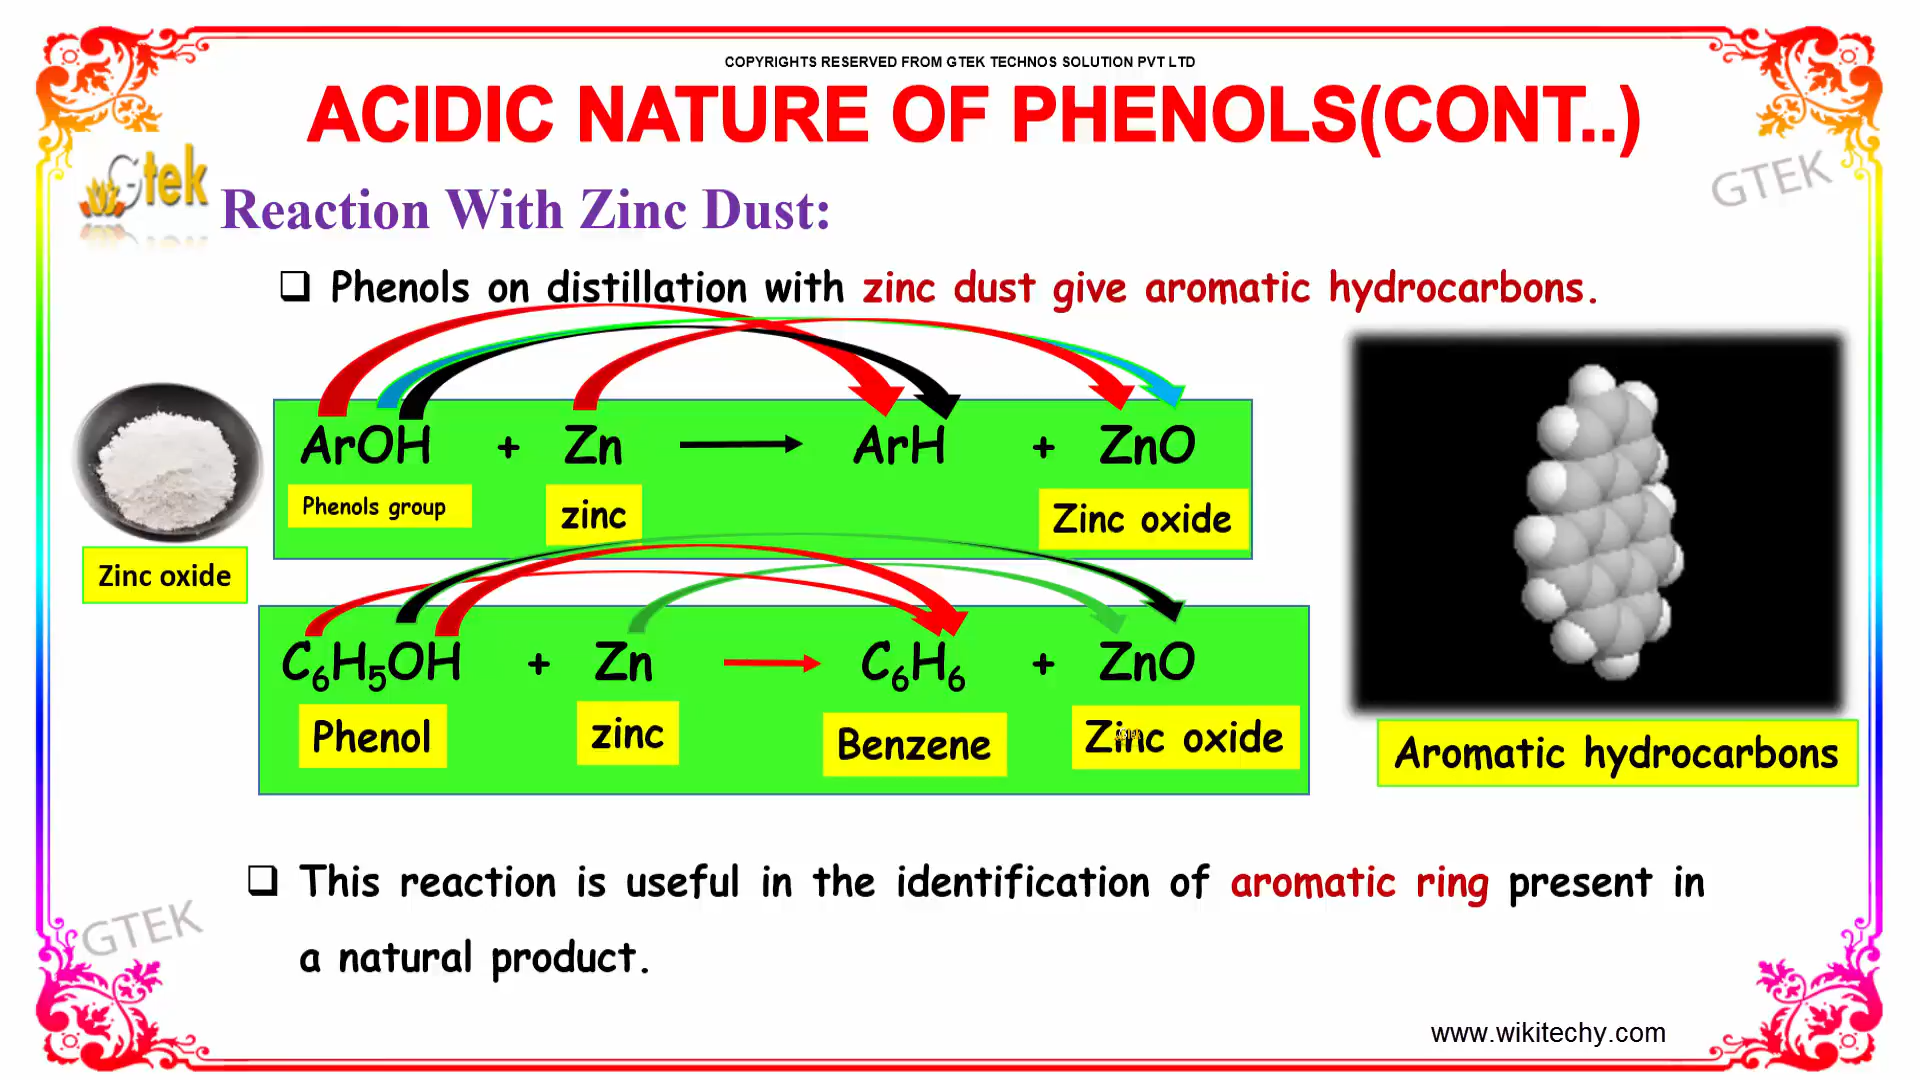 COPYRIGHTS RESERVED FROM GTEK TECHNOS SOLUTION PVT LTD
ACIDIC NATURE OF PHENOLS(CONT..)
Gtek
GTEK
Reaction With Zinc Dust:
❑ Phenols on distillation with zinc dust give aromatic hydrocarbons.
ArOH + Zn ⟶ ArH + ZnO
Phenols group
zinc
Zinc oxide
Zinc oxide
C₆H₅OH + Zn ⟶ C₆H₆ + ZnO
Phenol
zinc
Benzene
Zinc oxide
Aromatic hydrocarbons
❑ This reaction is useful in the identification of aromatic ring present in
a natural product.
GTEK
www.wikitechy.com